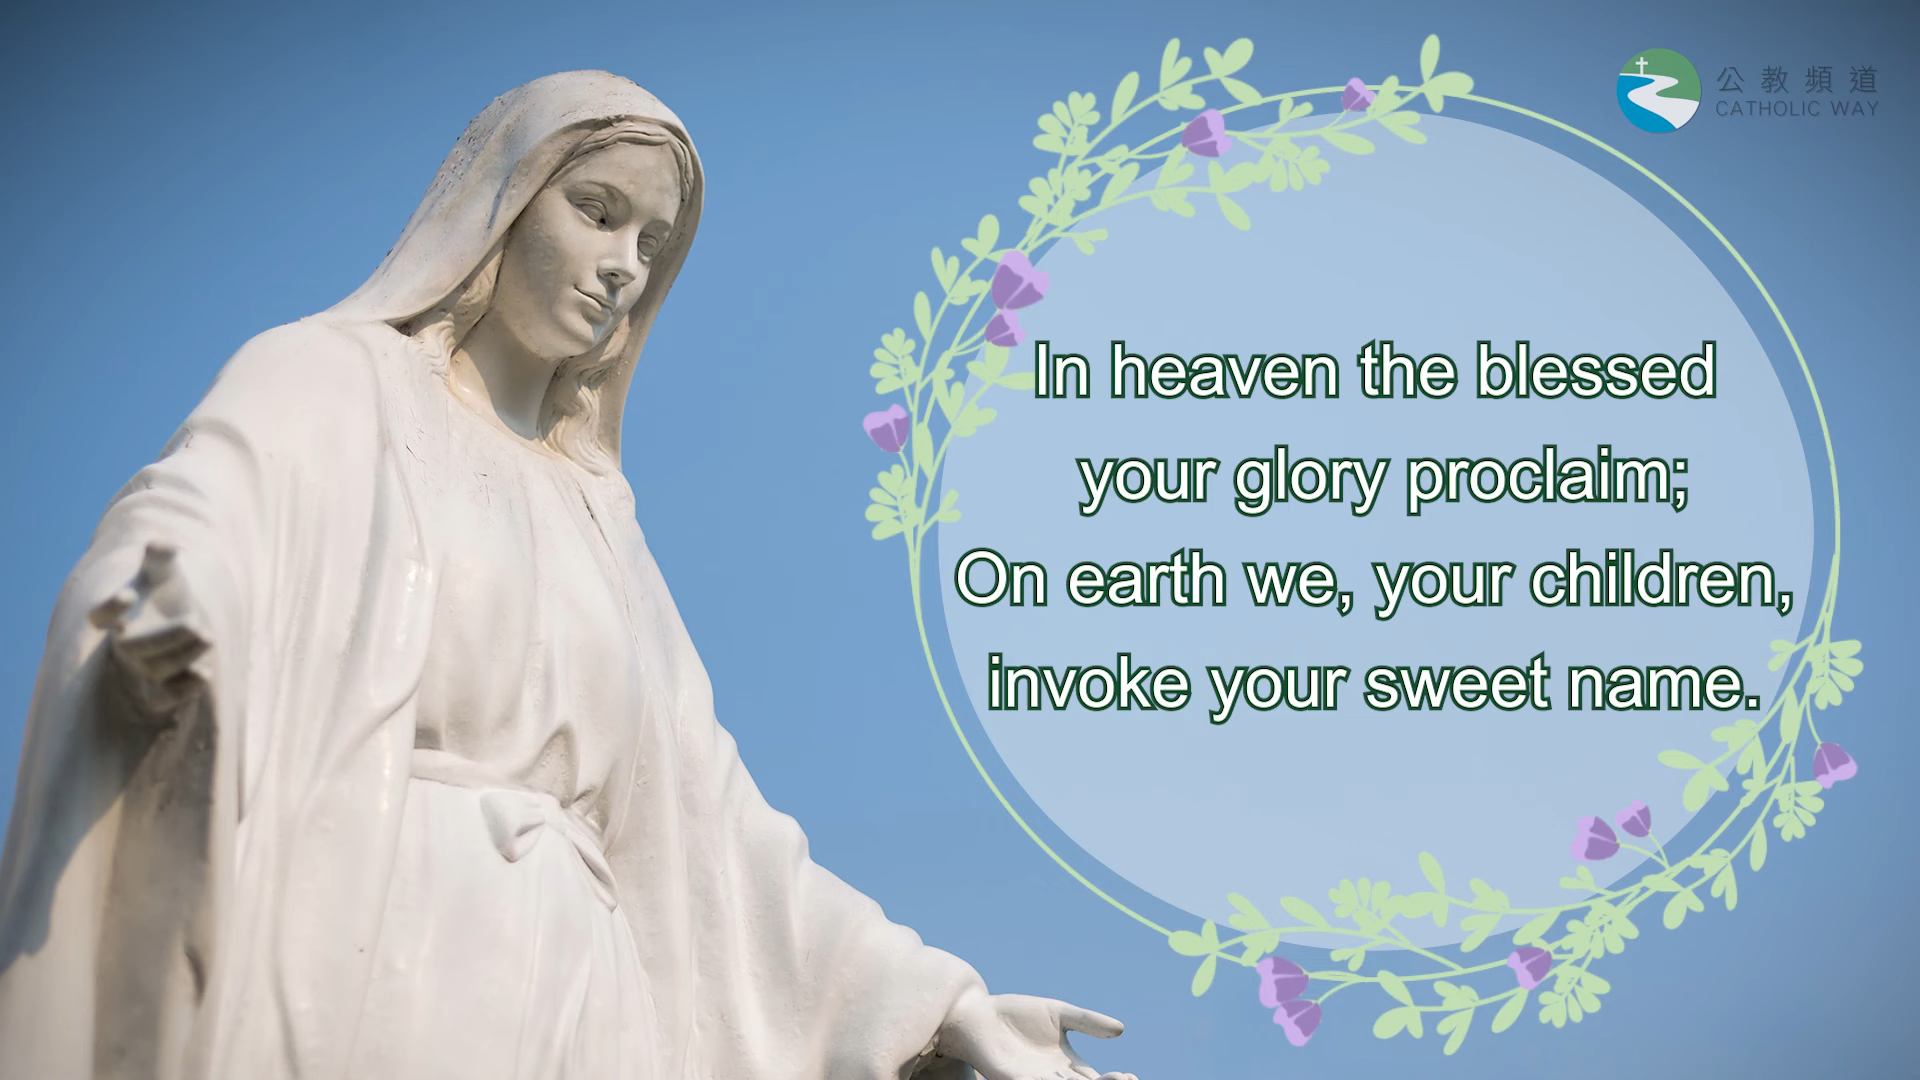 公教頻道
CATHOLIC WAY
In heaven the blessed
your glory proclaim;
On earth we, your children,
invoke your sweet name.